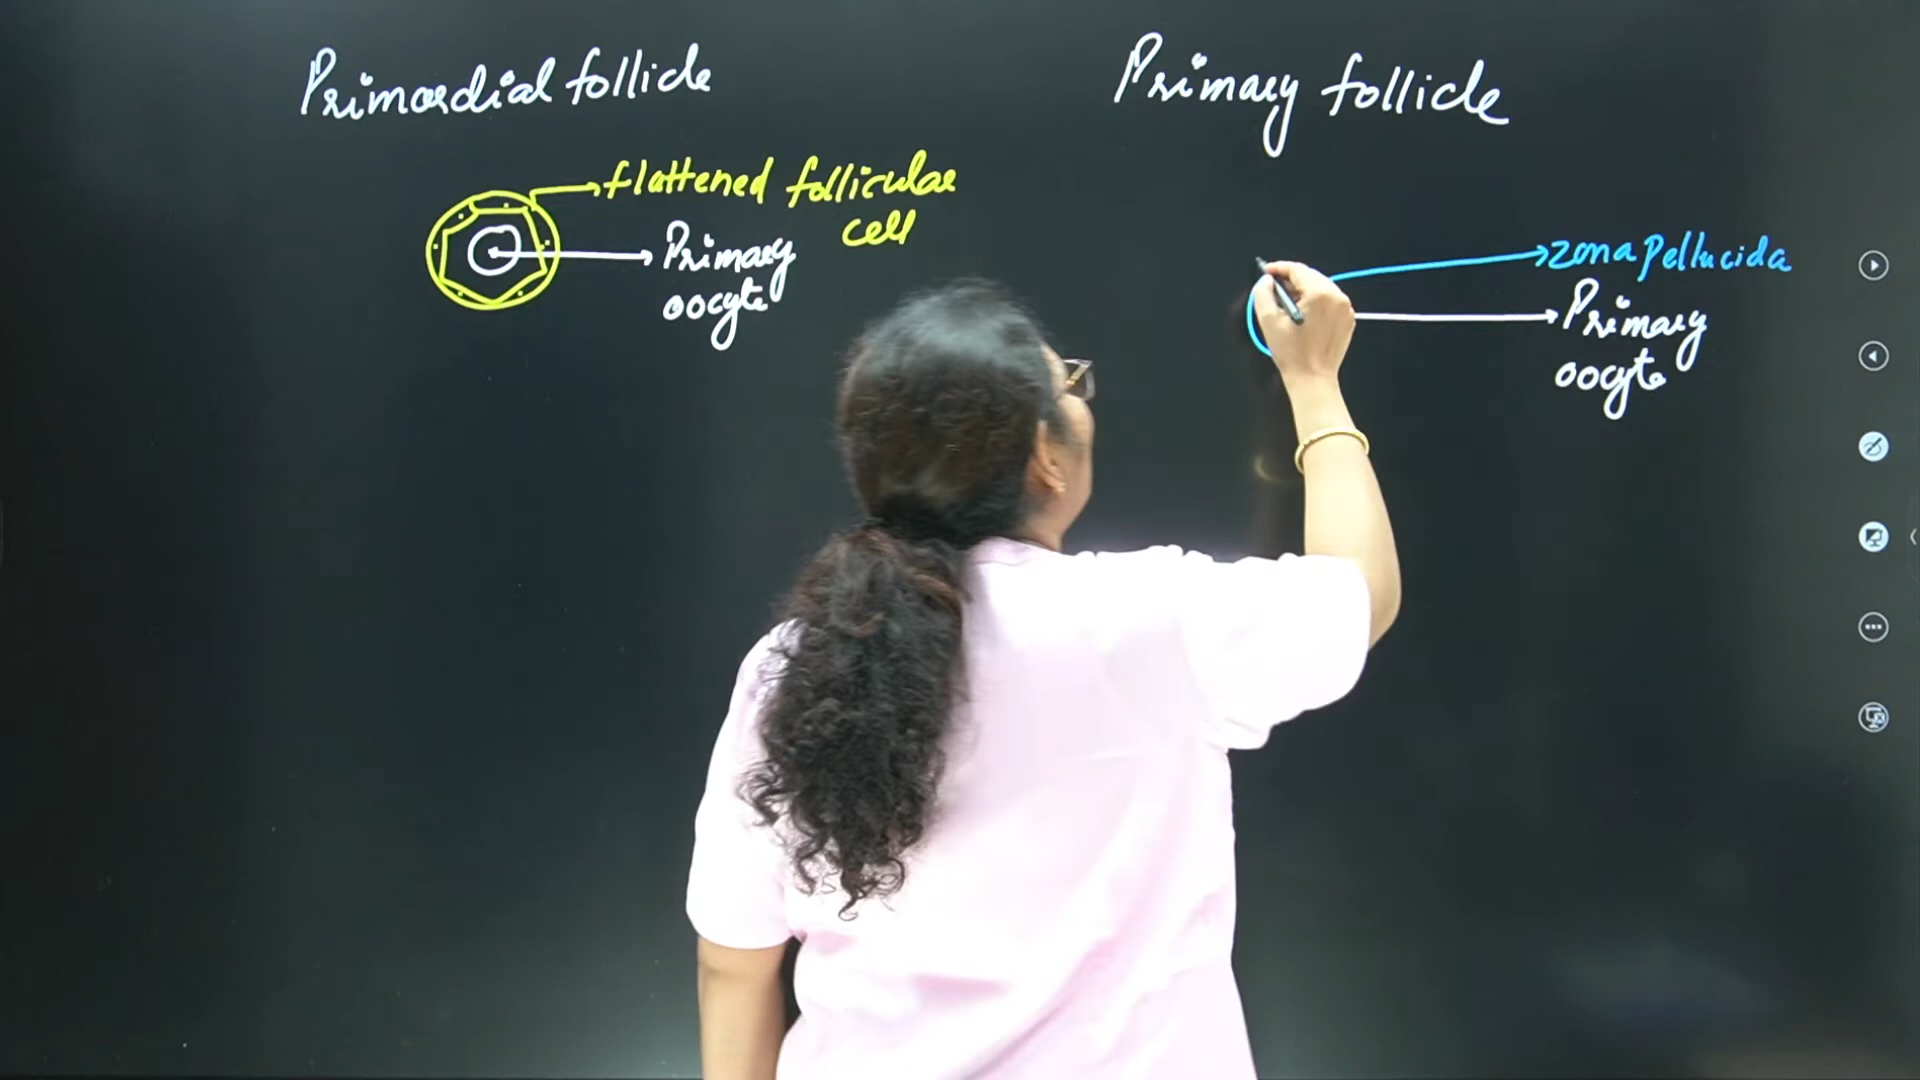 Primordial follicle
Primary follicle
flattened follicular
cell
Primary
oocyte
zona pellucida
Primary
oocyte